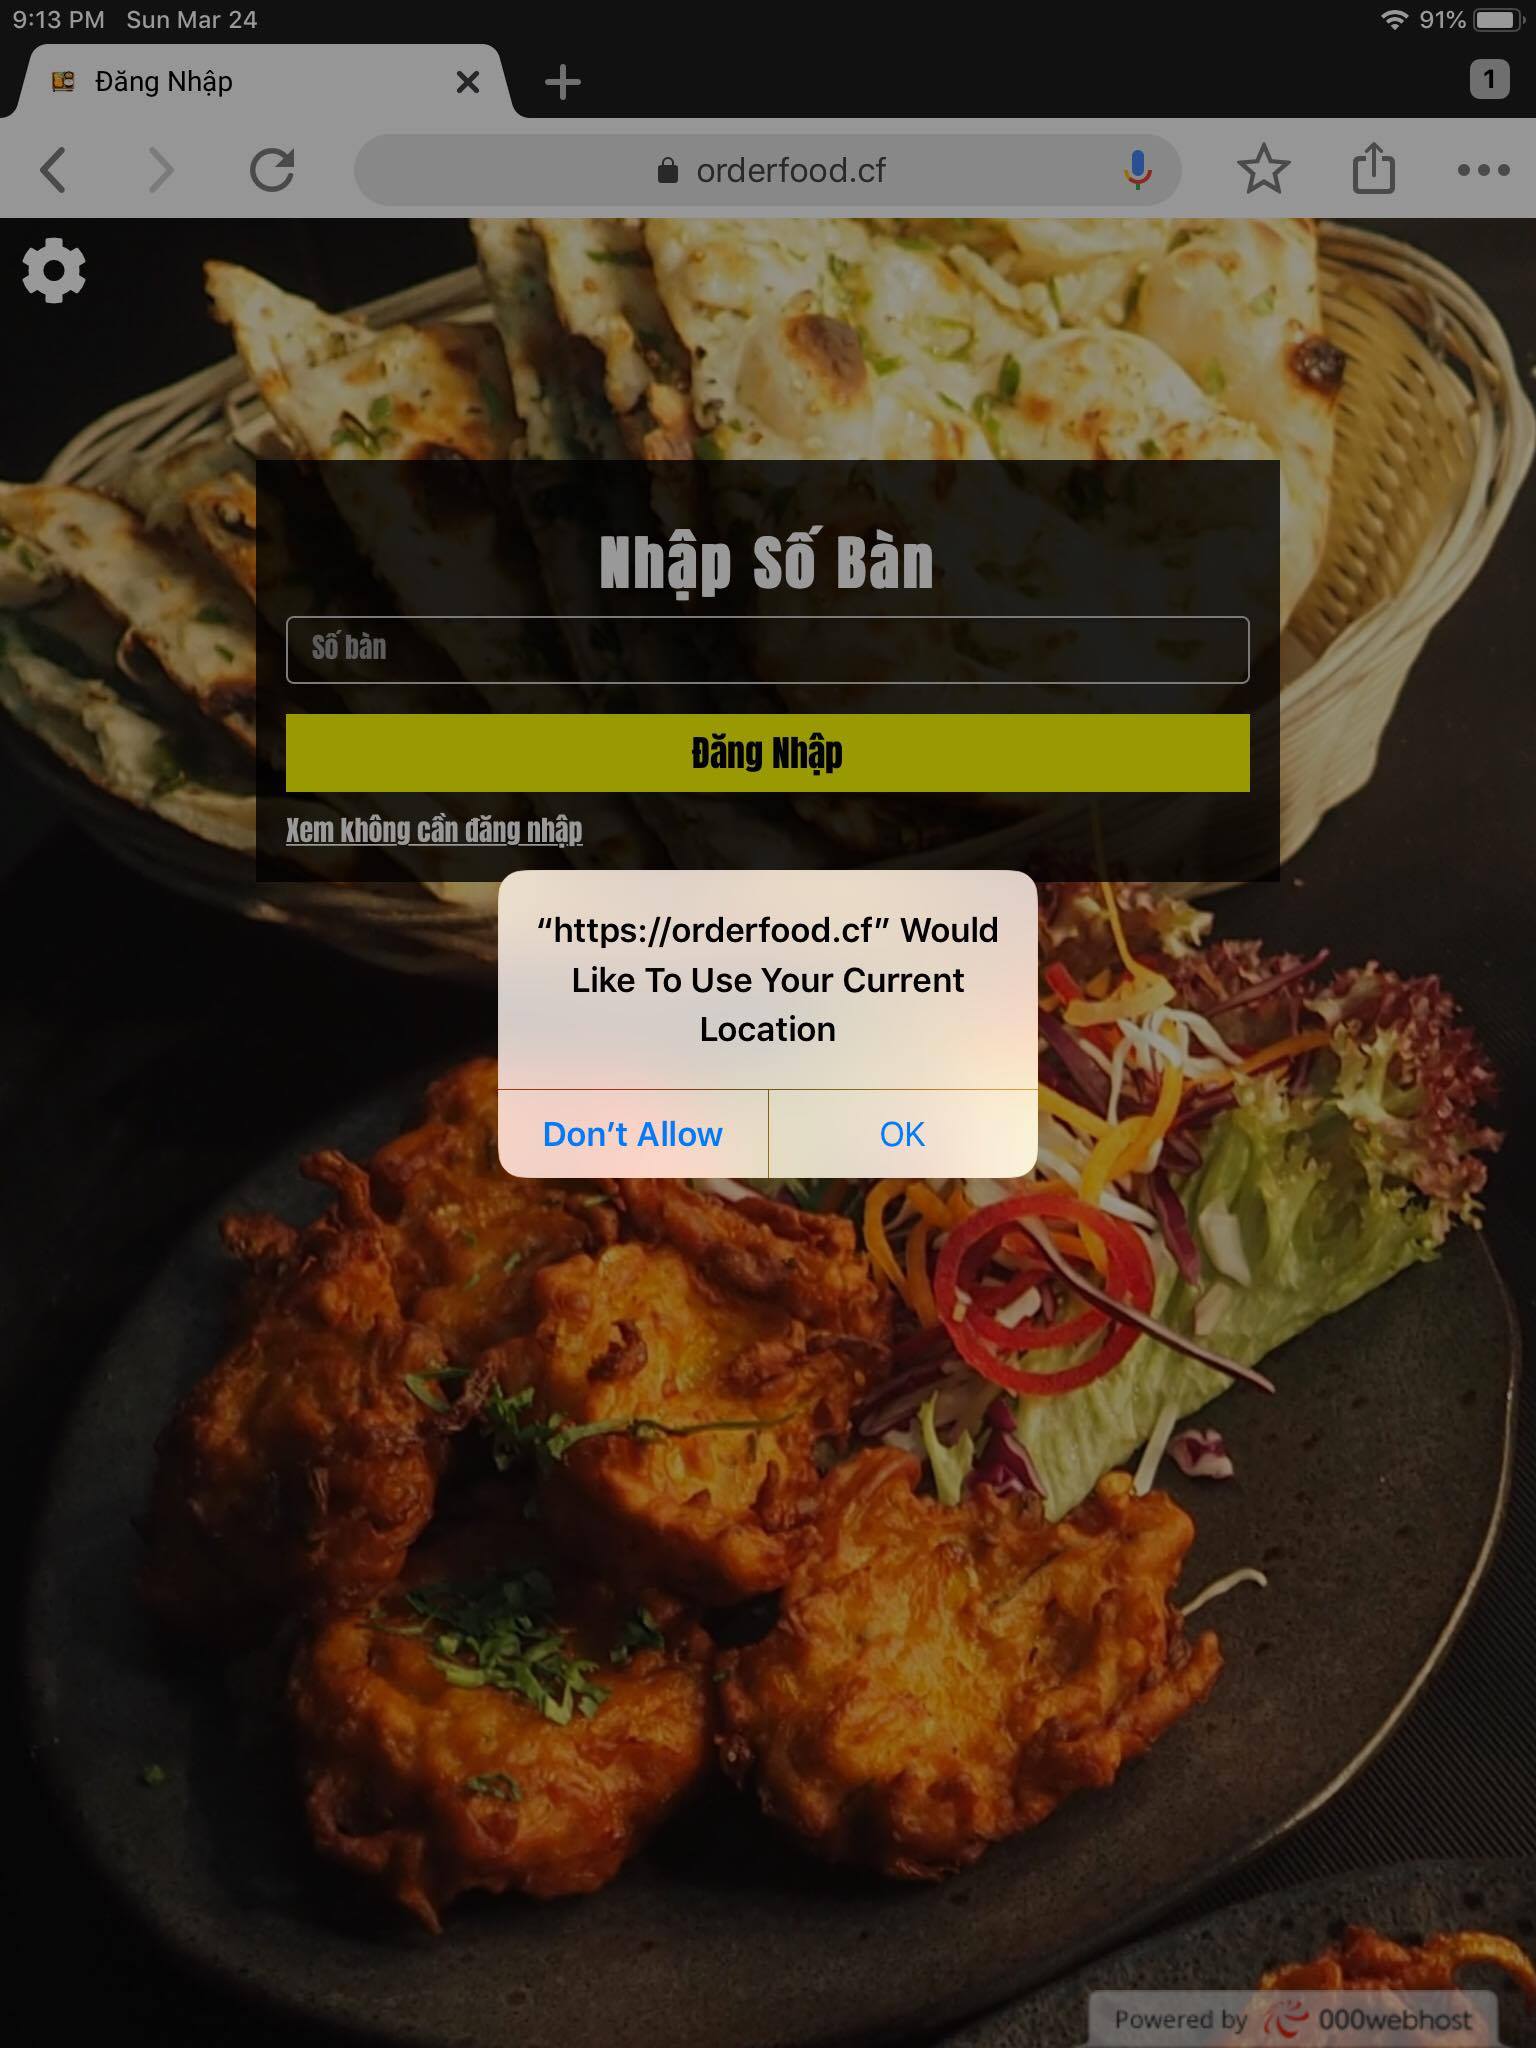 9:13 PM Sun Mar 24
91%
Đăng Nhập
1
orderfood.cf
Nhập Số Bàn
Số bàn
Đăng Nhập
Xem không cần đăng nhập
“https://orderfood.cf” Would
Like To Use Your Current
Location
Don’t Allow
OK
Powered by 000webhost